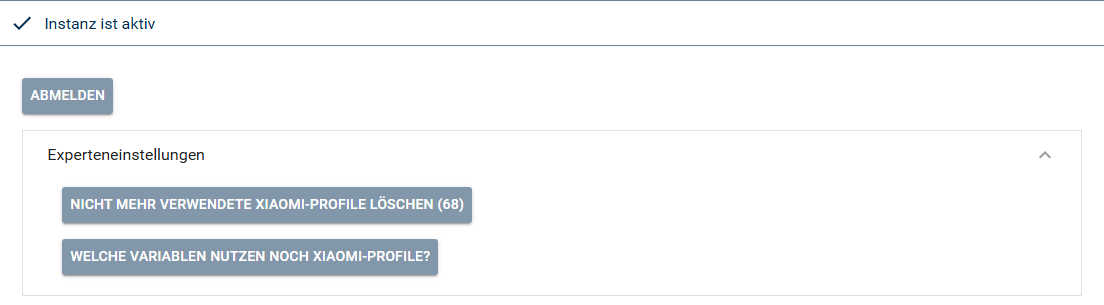 Instanz ist aktiv
ABMELDEN
Experteneinstellungen
NICHT MEHR VERWENDETE XIAOMI-PROFILE LÖSCHEN (68)
WELCHE VARIABLEN NUTZEN NOCH XIAOMI-PROFILE?